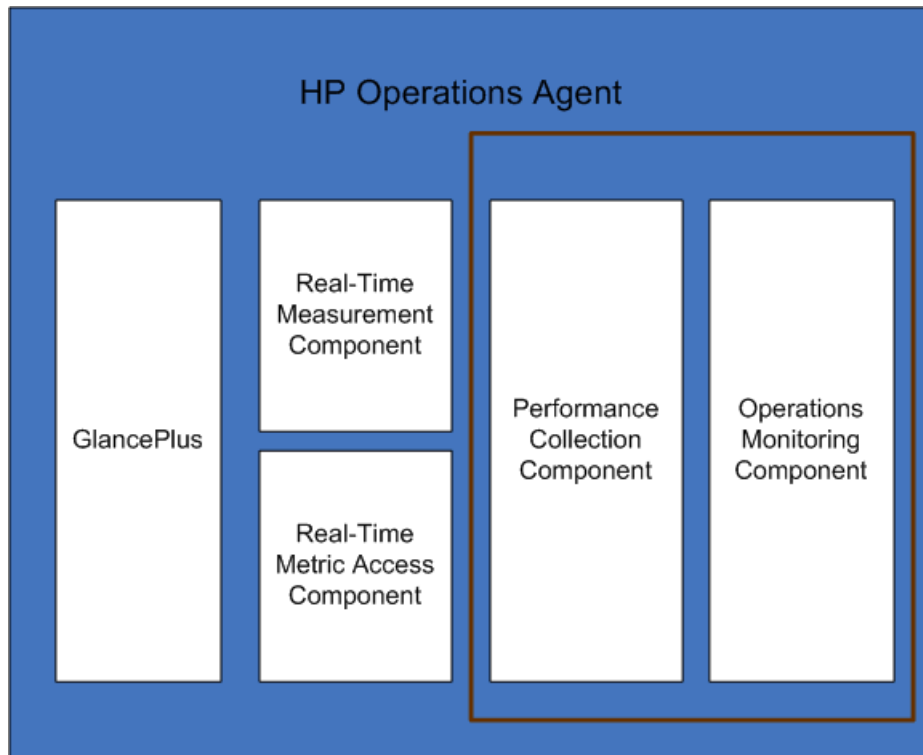 HP Operations Agent
GlancePlus
Real-Time
Measurement
Component
Real-Time
Metric Access
Component
Performance
Collection
Component
Operations
Monitoring
Component